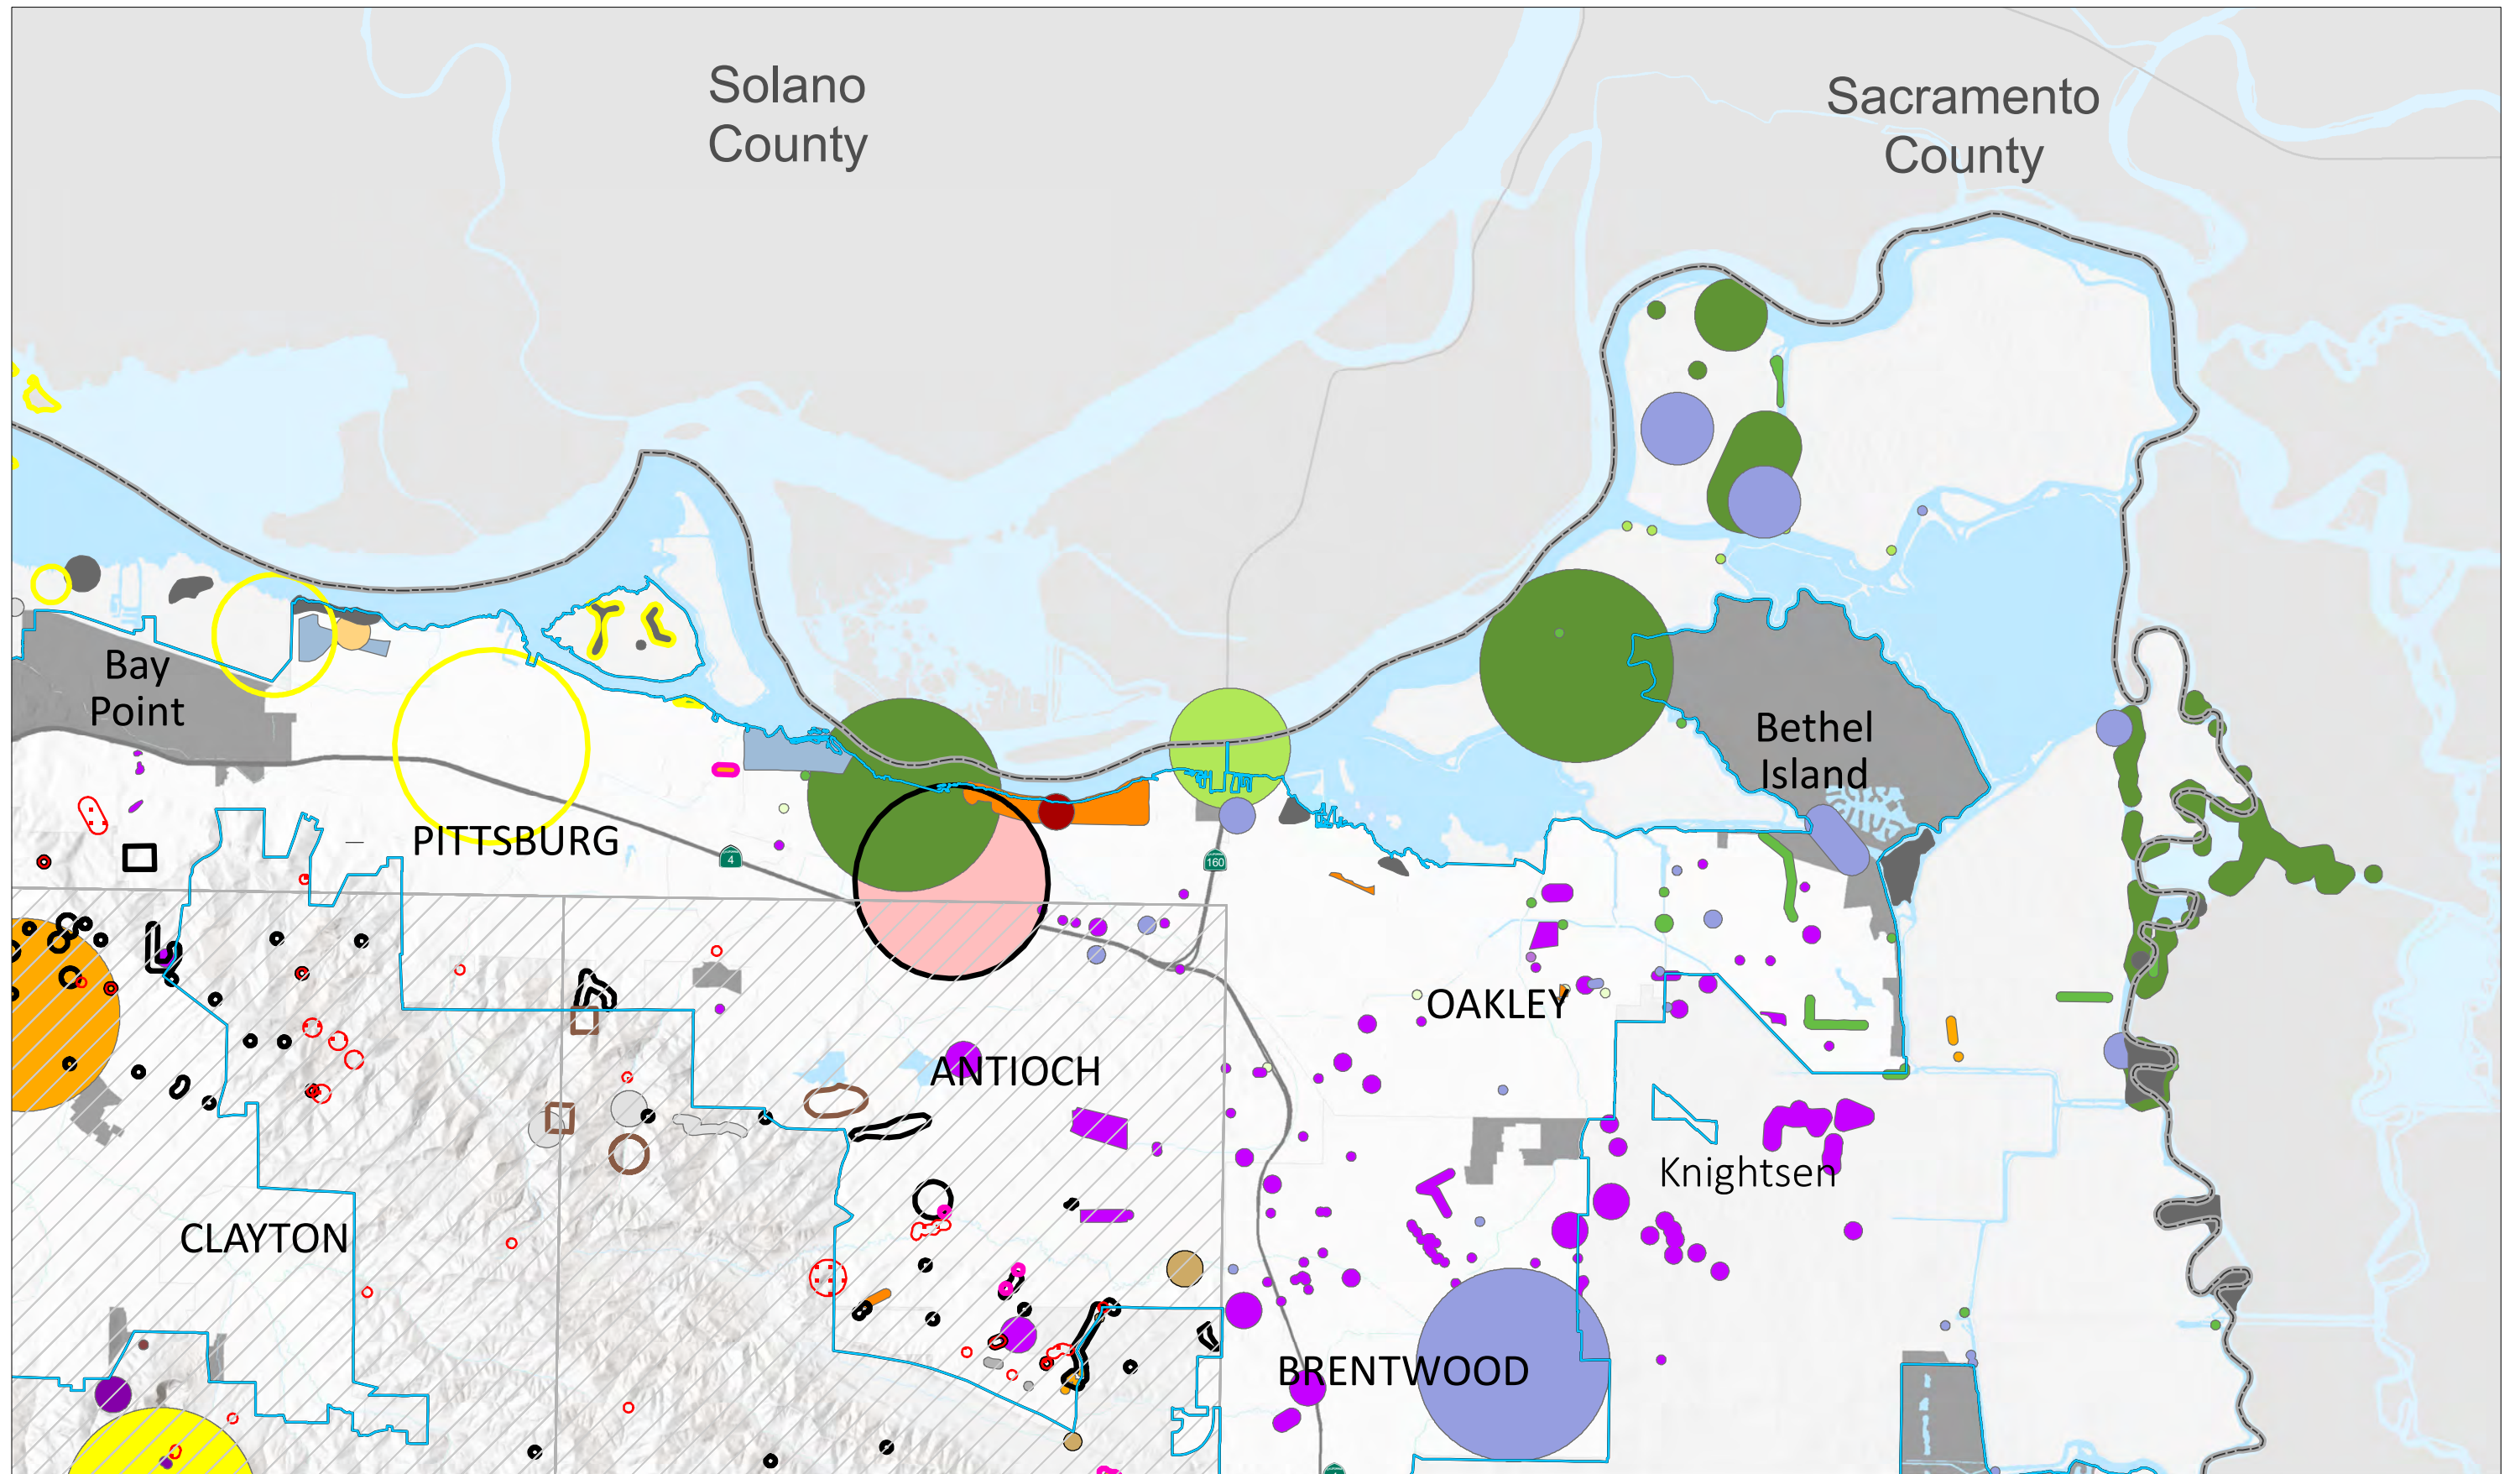 Solano
County
Sacramento
County
Bay
Point
Bethel
Island
PITTSBURG
4
160
OAKLEY
ANTIOCH
Knightsen
CLAYTON
BRENTWOOD